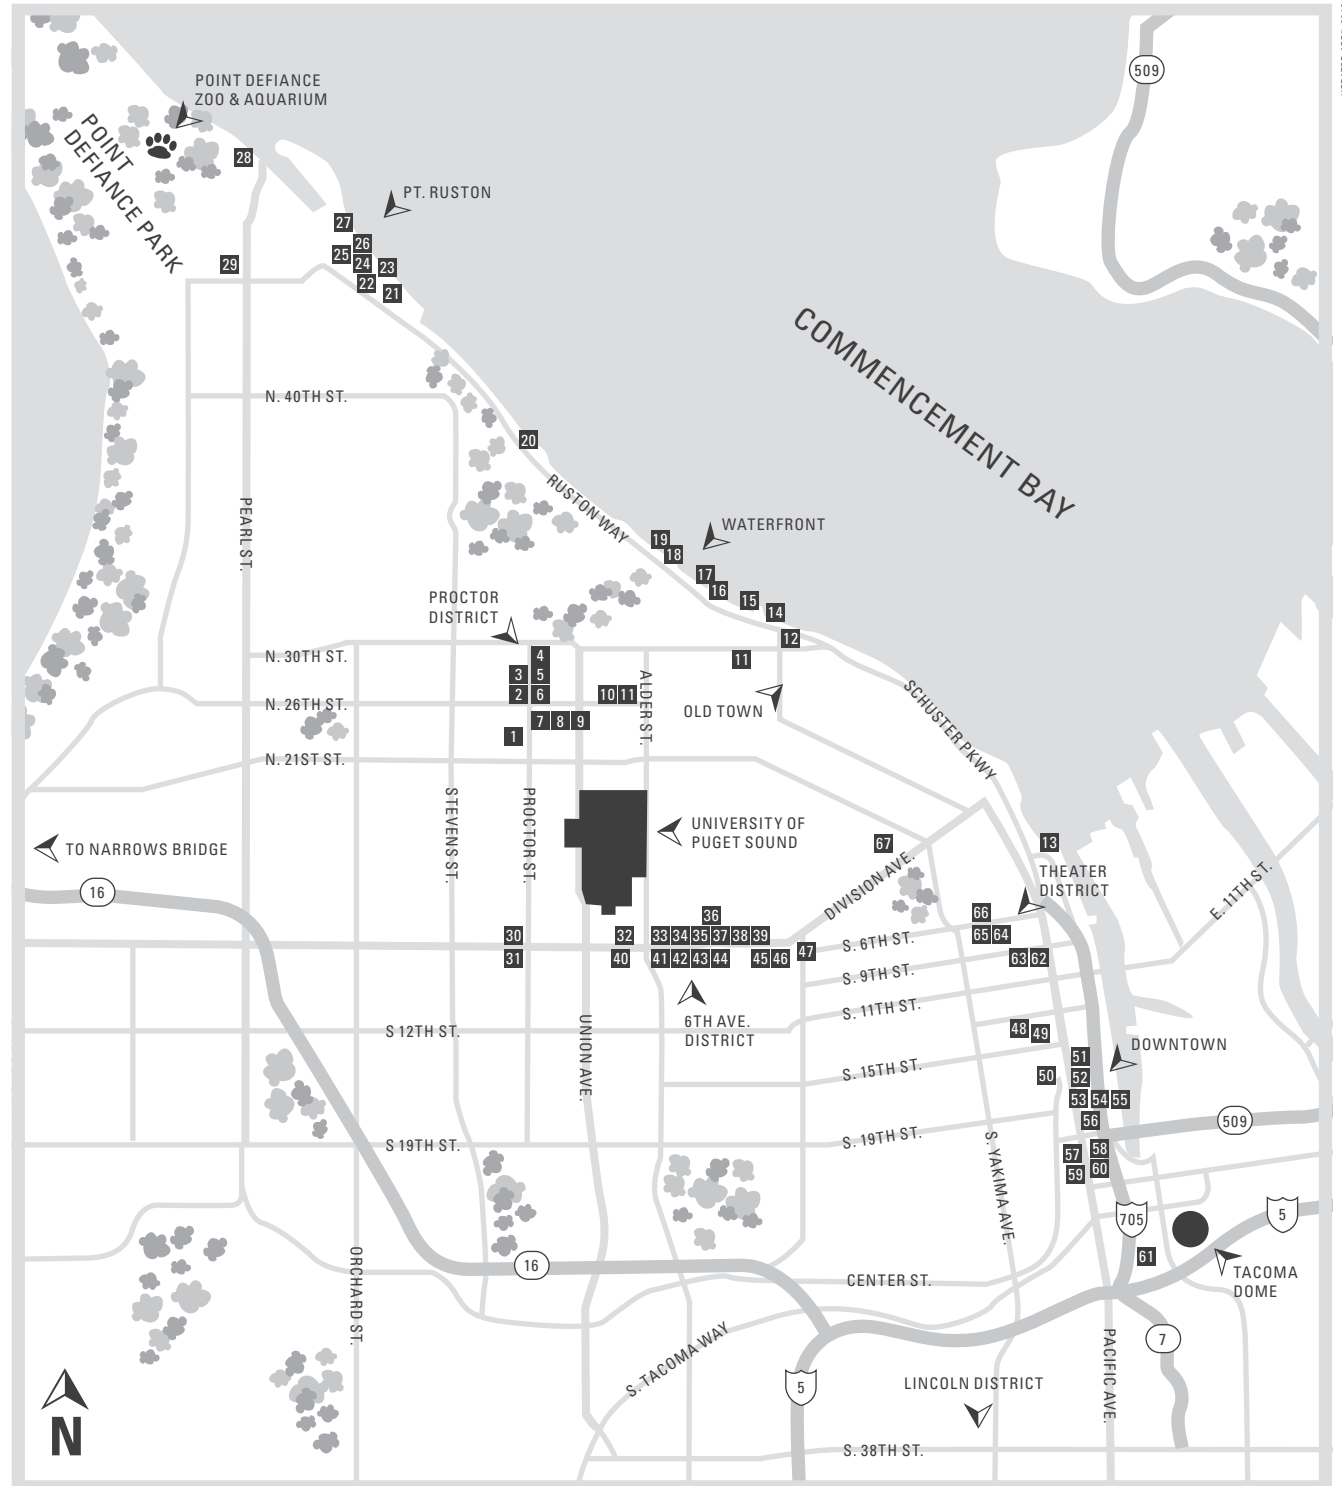 509
POINT DEFIANCE
ZOO & AQUARIUM
POINT
DEFIANCE PARK
28
PT. RUSTON
27
26
25
24
23
22
21
29
COMMENCEMENT BAY
N. 40TH ST.
20
RUSTON WAY
PEARL ST.
WATERFRONT
19
18
17
16
15
14
12
PROCTOR
DISTRICT
N. 30TH ST.
4
3
5
2
6
11
10
11
ALDER ST.
OLD TOWN
N. 26TH ST.
7
8
9
1
SCHUSTER PKWY
N. 21ST ST.
STEVENS ST.
PROCTOR ST.
UNIVERSITY OF
PUGET SOUND
TO NARROWS BRIDGE
16
67
DIVISION AVE.
13
THEATER
DISTRICT
E. 11TH ST.
36
66
30
32
33
34
35
37
38
39
65
64
31
40
41
42
43
44
45
46
47
63
62
S. 6TH ST.
S. 9TH ST.
S. 11TH ST.
6TH AVE.
DISTRICT
S 12TH ST.
UNION AVE.
48
49
DOWNTOWN
51
50
52
S. 15TH ST.
53
54
55
56
509
S 19TH ST.
S. 19TH ST.
S. YAKIMA AVE.
57
58
59
60
705
5
61
TACOMA
DOME
ORCHARD ST.
16
CENTER ST.
S. TACOMA WAY
7
PACIFIC AVE.
5
LINCOLN DISTRICT
N
S. 38TH ST.